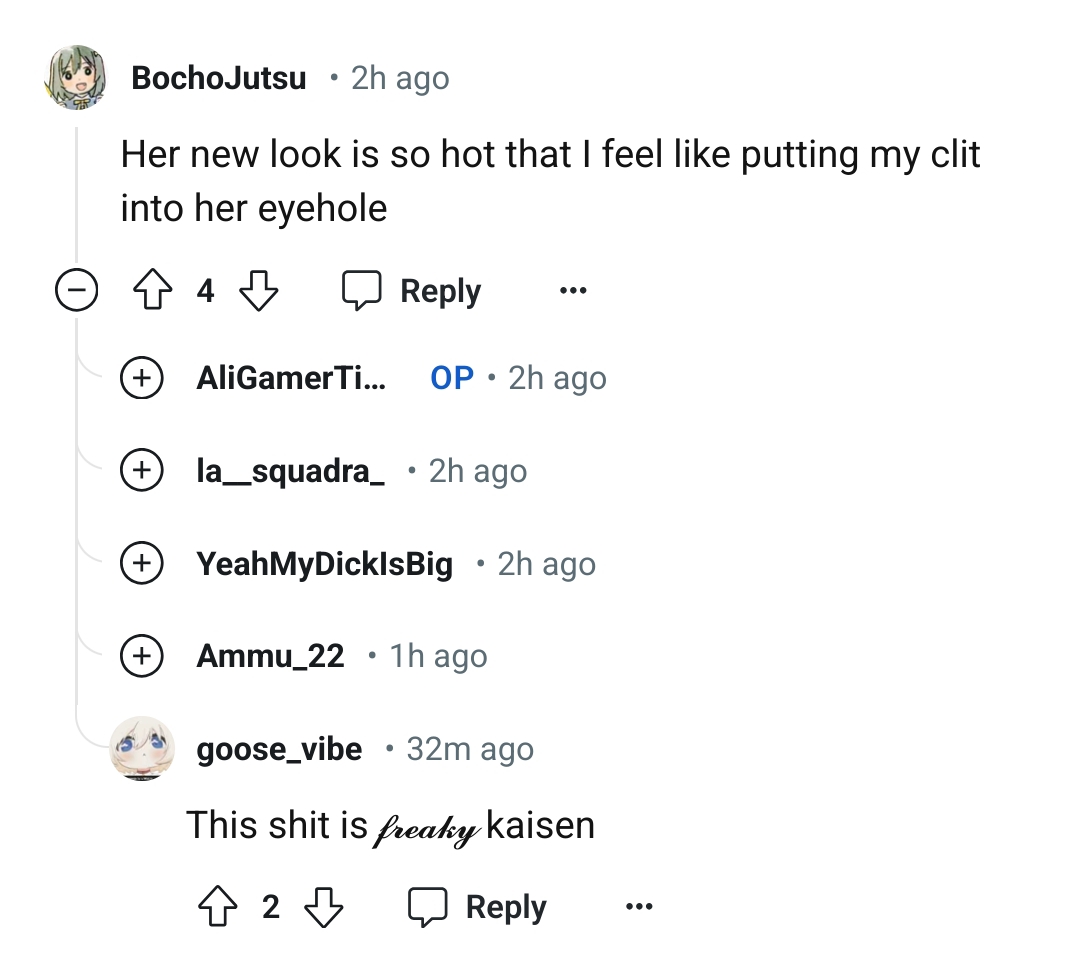 BochoJutsu • 2h ago
Her new look is so hot that I feel like putting my clit
into her eyehole
4 Reply
AliGamerTi... OP • 2h ago
la__squadra_ • 2h ago
YeahMyDickIsBig • 2h ago
Ammu_22 • 1h ago
goose_vibe • 32m ago
This shit is 𝒻𝓇𝑒𝒶𝓀𝓎 kaisen
2 Reply